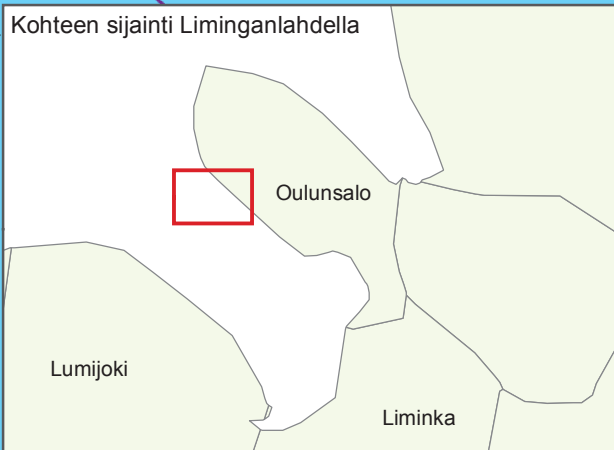 Kohteen sijainti Liminganlahdella
Oulunsalo
Lumijoki
Liminka